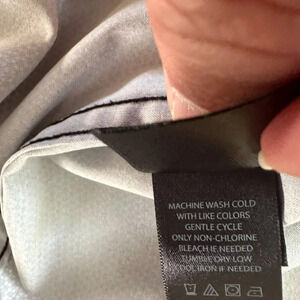 MACHINE WASH COLD
WITH LIKE COLORS
GENTLE CYCLE
ONLY NON-CHLORINE
BLEACH IF NEEDED
TUMBLE DRY LOW
COOL IRON IF NEEDED